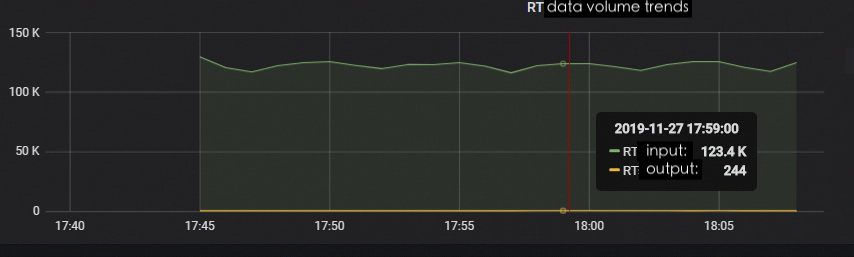 RT data volume trends
150 K
100 K
50 K
0
17:40 17:45 17:50 17:55 18:00 18:05
2019-11-27 17:59:00
RT input: 123.4 K
RT output: 244